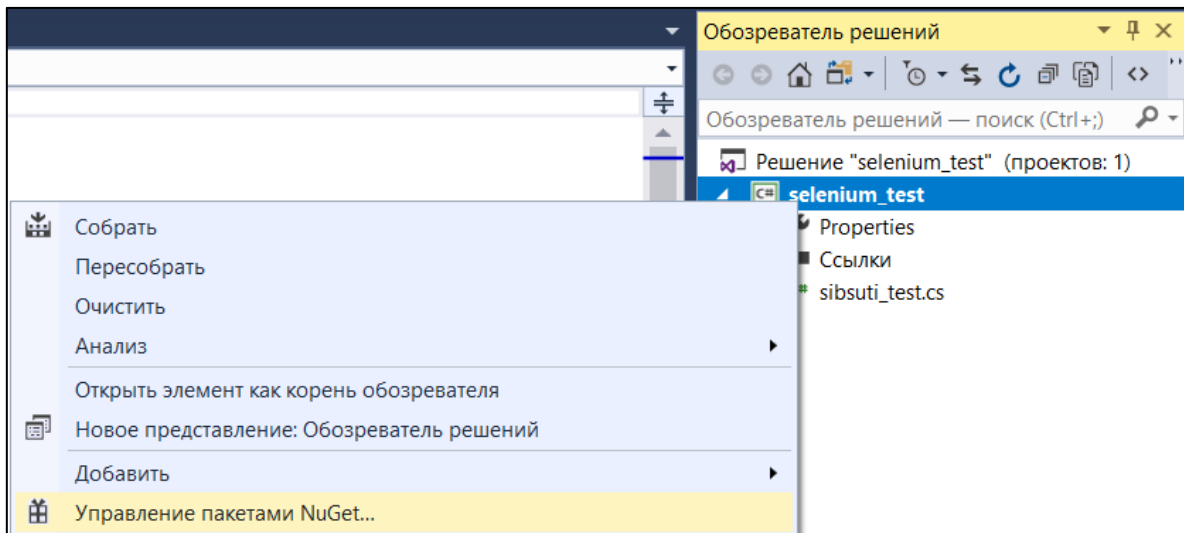 Обозреватель решений
Обозреватель решений — поиск (Ctrl+;)
Решение "selenium_test" (проектов: 1)
C# selenium_test
Properties
Ссылки
sibsuti_test.cs
Собрать
Пересобрать
Очистить
Анализ
Открыть элемент как корень обозревателя
Новое представление: Обозреватель решений
Добавить
Управление пакетами NuGet...